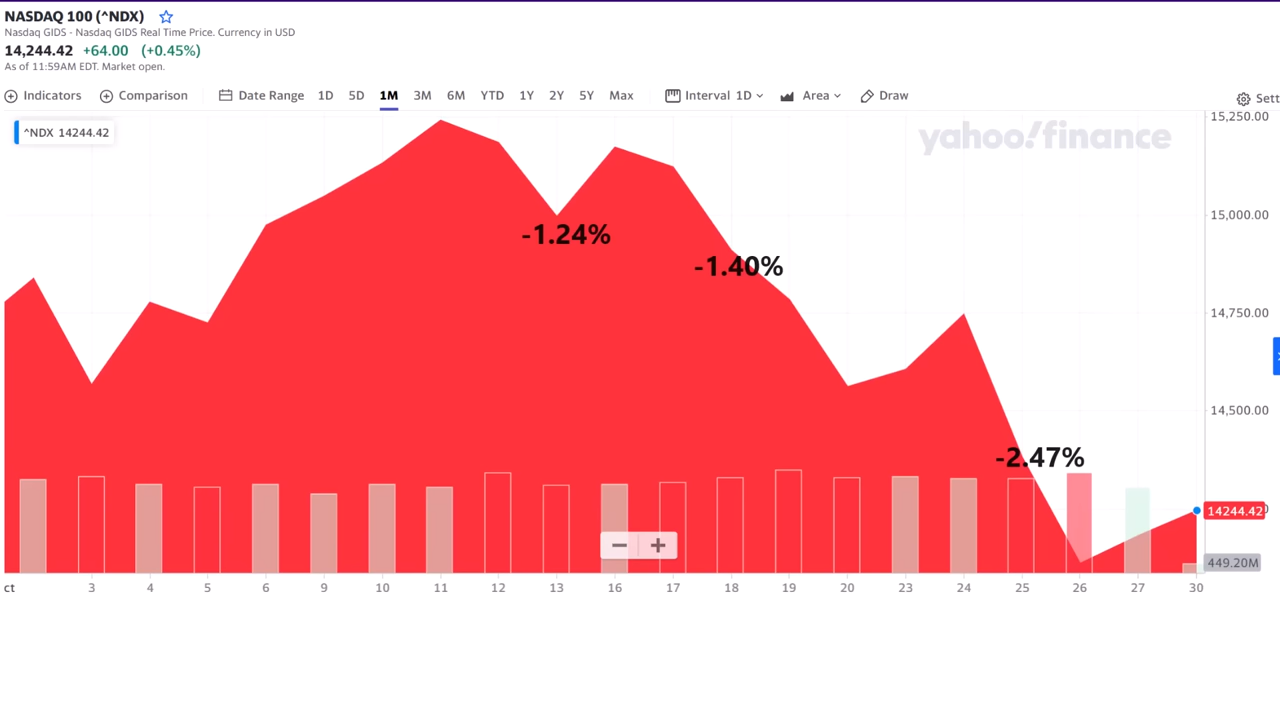 NASDAQ 100 (^NDX)
Nasdaq GIDS - Nasdaq GIDS Real Time Price. Currency in USD
14,244.42 +64.00 (+0.45%)
As of 11:59AM EDT. Market open.
Indicators Comparison Date Range 1D 5D 1M 3M 6M YTD 1Y 2Y 5Y Max Interval 1D Area Draw Sett
^NDX 14244.42
yahoo!finance
15,250.00
15,000.00
-1.24%
-1.40%
14,750.00
14,500.00
-2.47%
14244.42
449.20M
ct 3 4 5 6 9 10 11 12 13 16 17 18 19 20 23 24 25 26 27 30